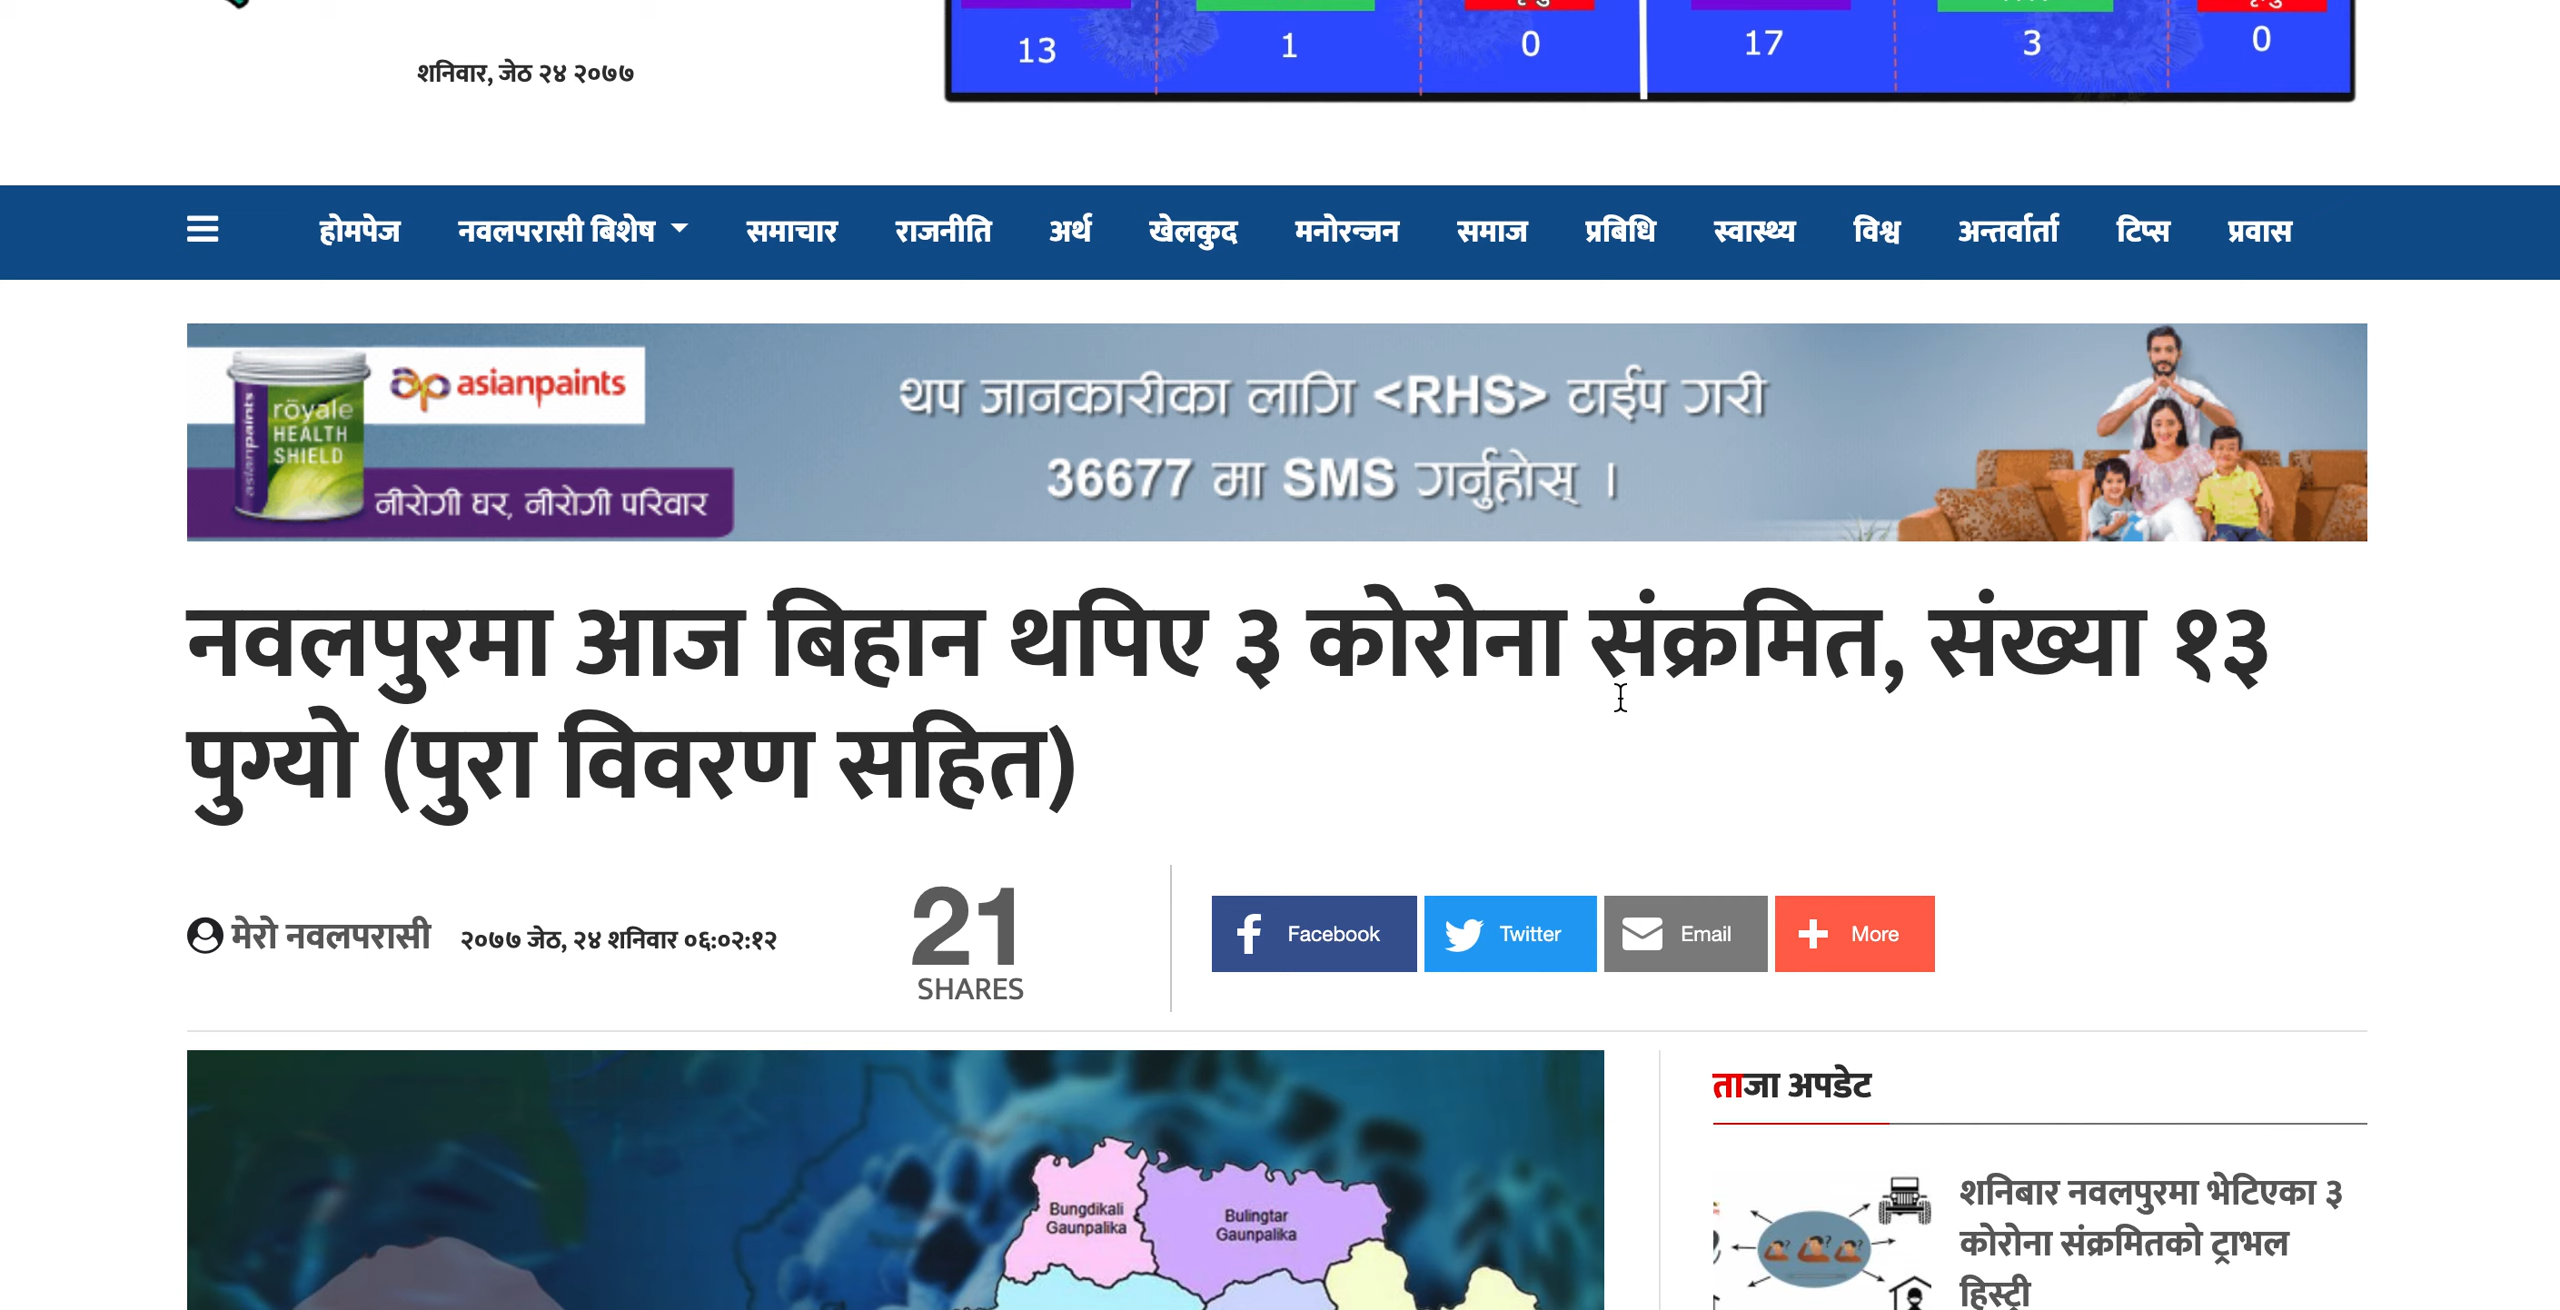 13 1 0 17 3 0
शनिवार, जेठ २४ २०७७
होमपेज नवलपरासी बिशेष समाचार राजनीति अर्थ खेलकुद मनोरन्जन समाज प्रबिधि स्वास्थ्य विश्व अन्तर्वार्ता टिप्स प्रवास
asianpaints
asianpaints
rōyale
HEALTH
SHIELD
नीरोगी घर, नीरोगी परिवार
थप जानकारीका लागि <RHS> टाईप गरी
36677 मा SMS गर्नुहोस् ।
नवलपुरमा आज बिहान थपिए ३ कोरोना संक्रमित, संख्या १३
पुग्यो (पुरा विवरण सहित)
मेरो नवलपरासी २०७७ जेठ, २४ शनिवार ०६:०२:१२
21
SHARES
Facebook Twitter Email More
Bungdikali
Gaunpalika
Bulingtar
Gaunpalika
ताजा अपडेट
शनिबार नवलपुरमा भेटिएका ३
कोरोना संक्रमितको ट्राभल
हिस्ट्री